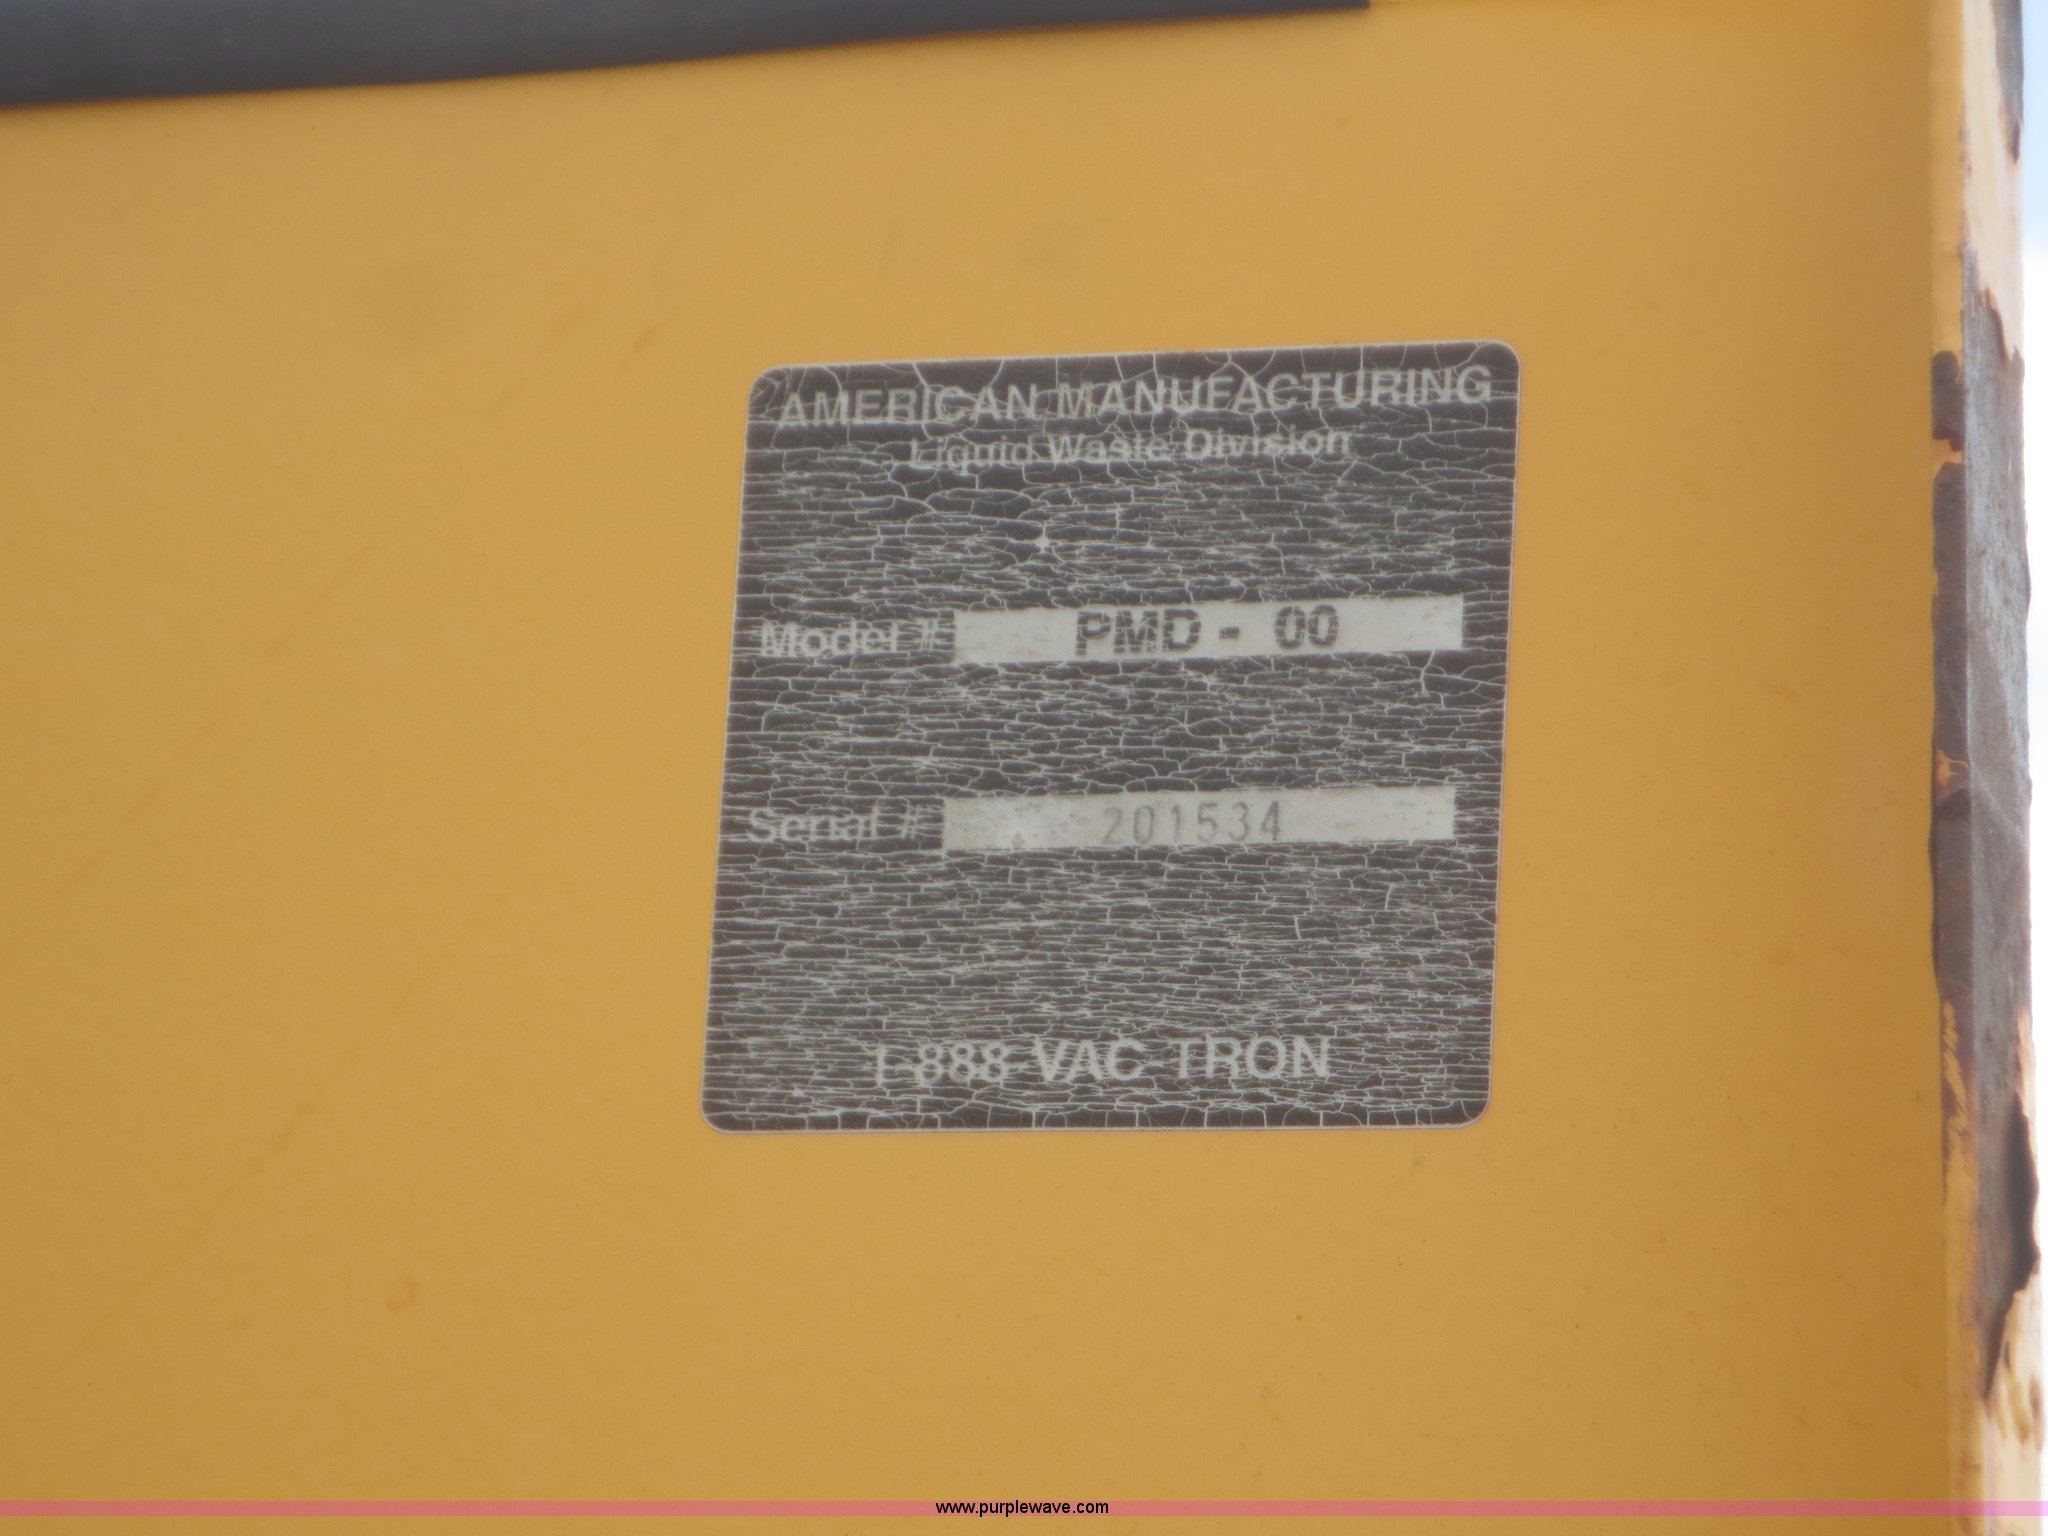 AMERICAN MANUFACTURING
Liquid Waste Division
Model # PMD - 00
Serial # 201534
1-888-VAC-TRON
www.purplewave.com